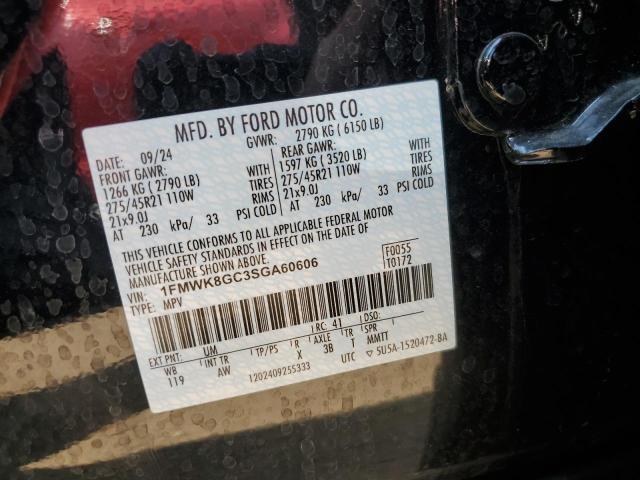 MFD. BY FORD MOTOR CO.
DATE: 09/24 GVWR: 2790 KG (6150 LB)
FRONT GAWR: REAR GAWR:
1266 KG (2790 LB) 1597 KG (3520 LB)
275/45R21 110W TIRES 275/45R21 110W TIRES
21x9.0J RIMS 21x9.0J RIMS
AT 230 kPa/ 33 PSI COLD AT 230 kPa/ 33 PSI COLD
THIS VEHICLE CONFORMS TO ALL APPLICABLE FEDERAL MOTOR
VEHICLE SAFETY STANDARDS IN EFFECT ON THE DATE OF
MANUFACTURE SHOWN ABOVE.
VIN: 1FMWK8GC3SGA60606 F0055
TYPE: MPV T0172
EXT PNT: UM RC: 41 DSO:
WB INT TR TP/PS R AXLE TR SPR
119 AW X 3B T MMTT
1202409255333 UTC ▽ 5U5A-1520472-BA